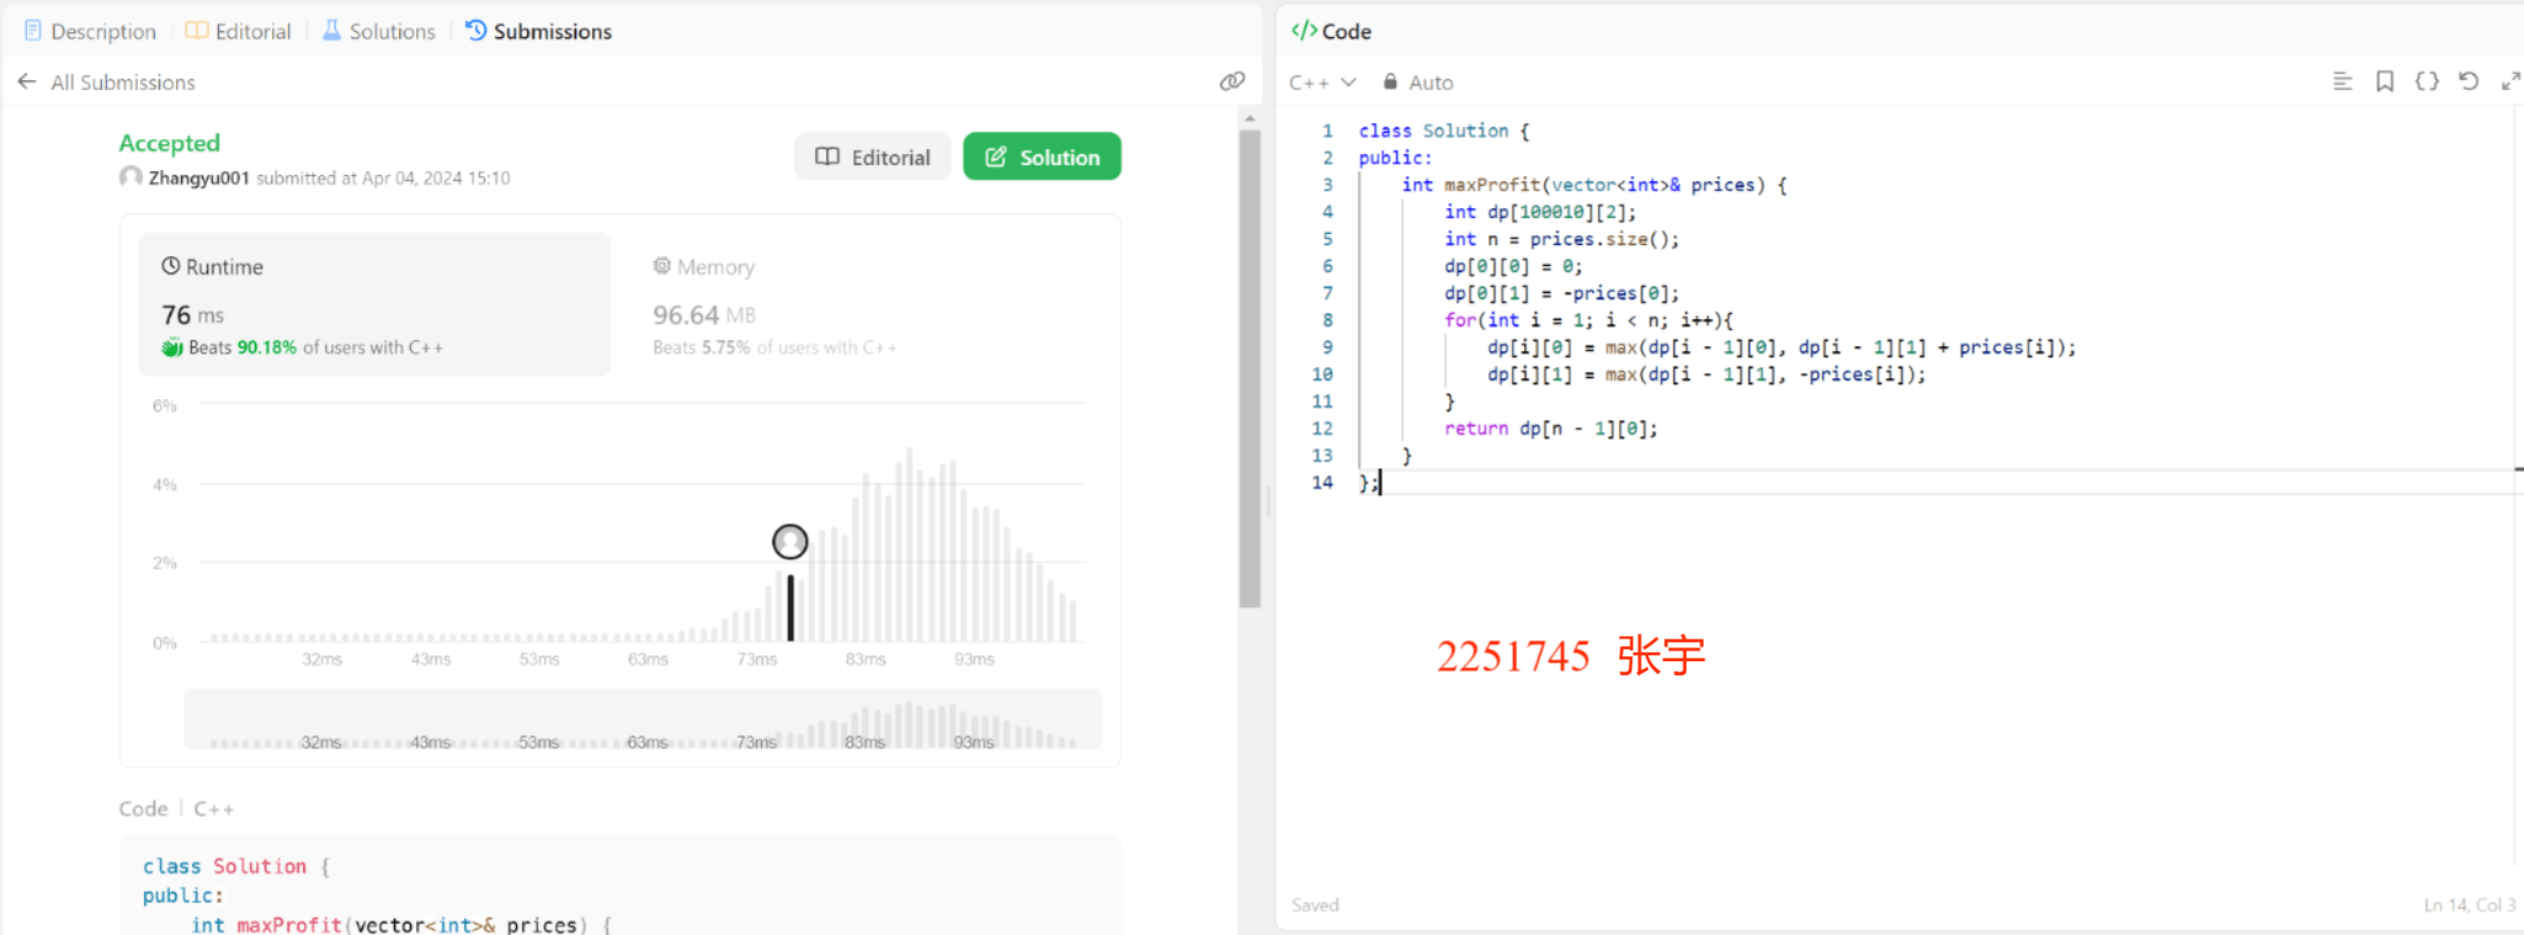 Description | Editorial | Solutions | Submissions
All Submissions
Accepted
Zhangyu001 submitted at Apr 04, 2024 15:10
Editorial
Solution
Runtime
76 ms
Beats 90.18% of users with C++
Memory
96.64 MB
Beats 5.75% of users with C++
6%
4%
2%
0%
32ms 43ms 53ms 63ms 73ms 83ms 93ms
32ms 43ms 53ms 63ms 73ms 83ms 93ms
Code | C++
class Solution {
public:
    int maxProfit(vector<int>& prices) {
</> Code
C++ Auto
1 class Solution {
2 public:
3     int maxProfit(vector<int>& prices) {
4         int dp[100010][2];
5         int n = prices.size();
6         dp[0][0] = 0;
7         dp[0][1] = -prices[0];
8         for(int i = 1; i < n; i++){
9             dp[i][0] = max(dp[i - 1][0], dp[i - 1][1] + prices[i]);
10             dp[i][1] = max(dp[i - 1][1], -prices[i]);
11         }
12         return dp[n - 1][0];
13     }
14 };
2251745 张宇
Saved
Ln 14, Col 3